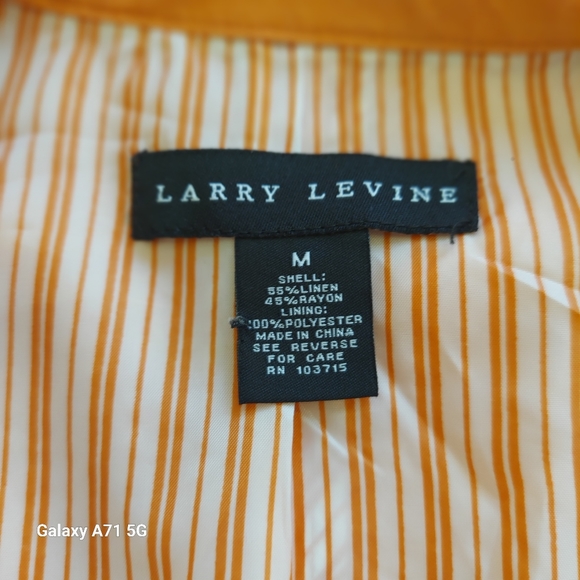 LARRY LEVINE
M
SHELL:
55%LINEN
45%RAYON
LINING:
100%POLYESTER
MADE IN CHINA
SEE REVERSE
FOR CARE
RN 103715
Galaxy A71 5G